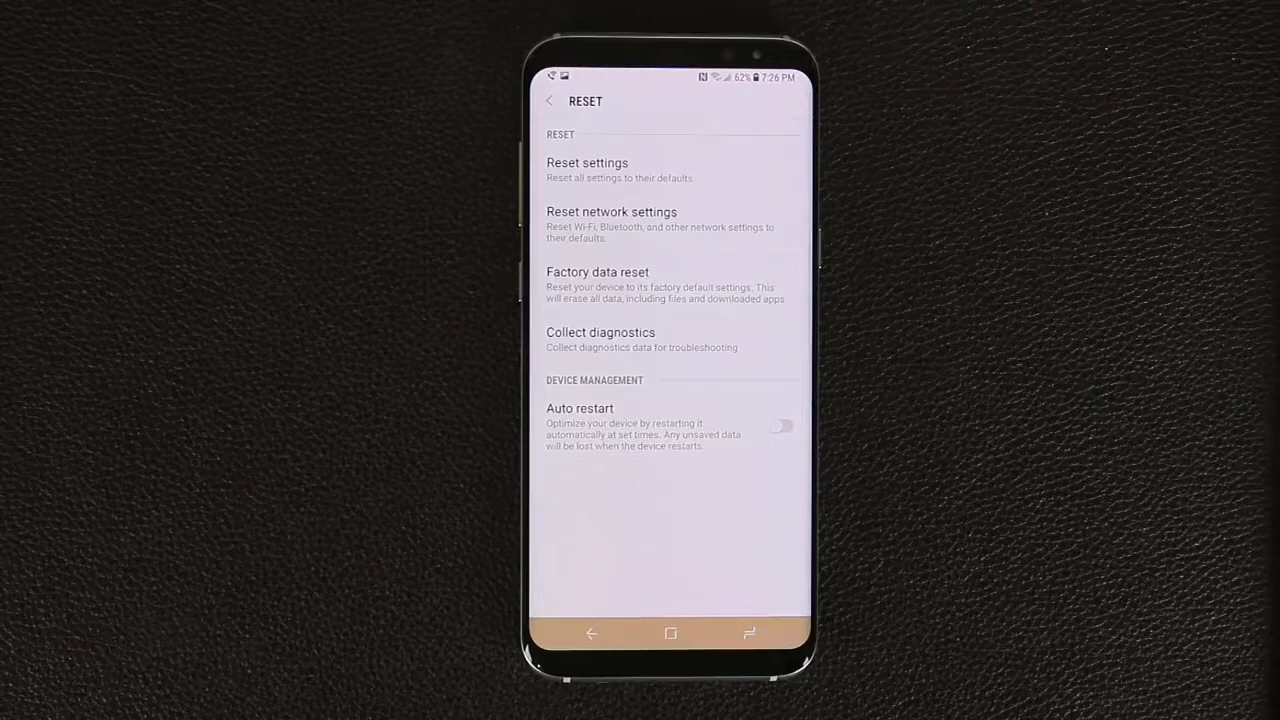 62% 7:26 PM
RESET
RESET
Reset settings
Reset all settings to their defaults.
Reset network settings
Reset Wi-Fi, Bluetooth, and other network settings to
their defaults.
Factory data reset
Reset your device to its factory default settings. This
will erase all data, including files and downloaded apps.
Collect diagnostics
Collect diagnostics data for troubleshooting
DEVICE MANAGEMENT
Auto restart
Optimize your device by restarting it
automatically at set times. Any unsaved data
will be lost when the device restarts.